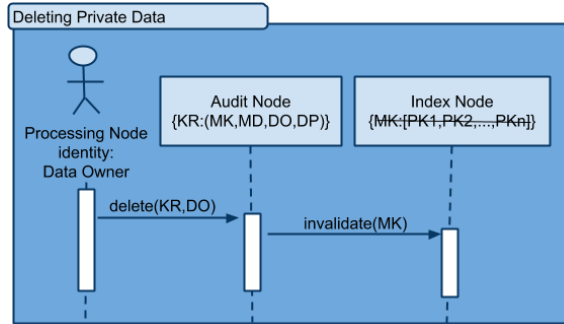 Deleting Private Data
Processing Node
identity:
Data Owner
Audit Node
{KR:(MK,MD,DO,DP)}
Index Node
{MK:[PK1,PK2,...,PKn]}
delete(KR,DO)
invalidate(MK)